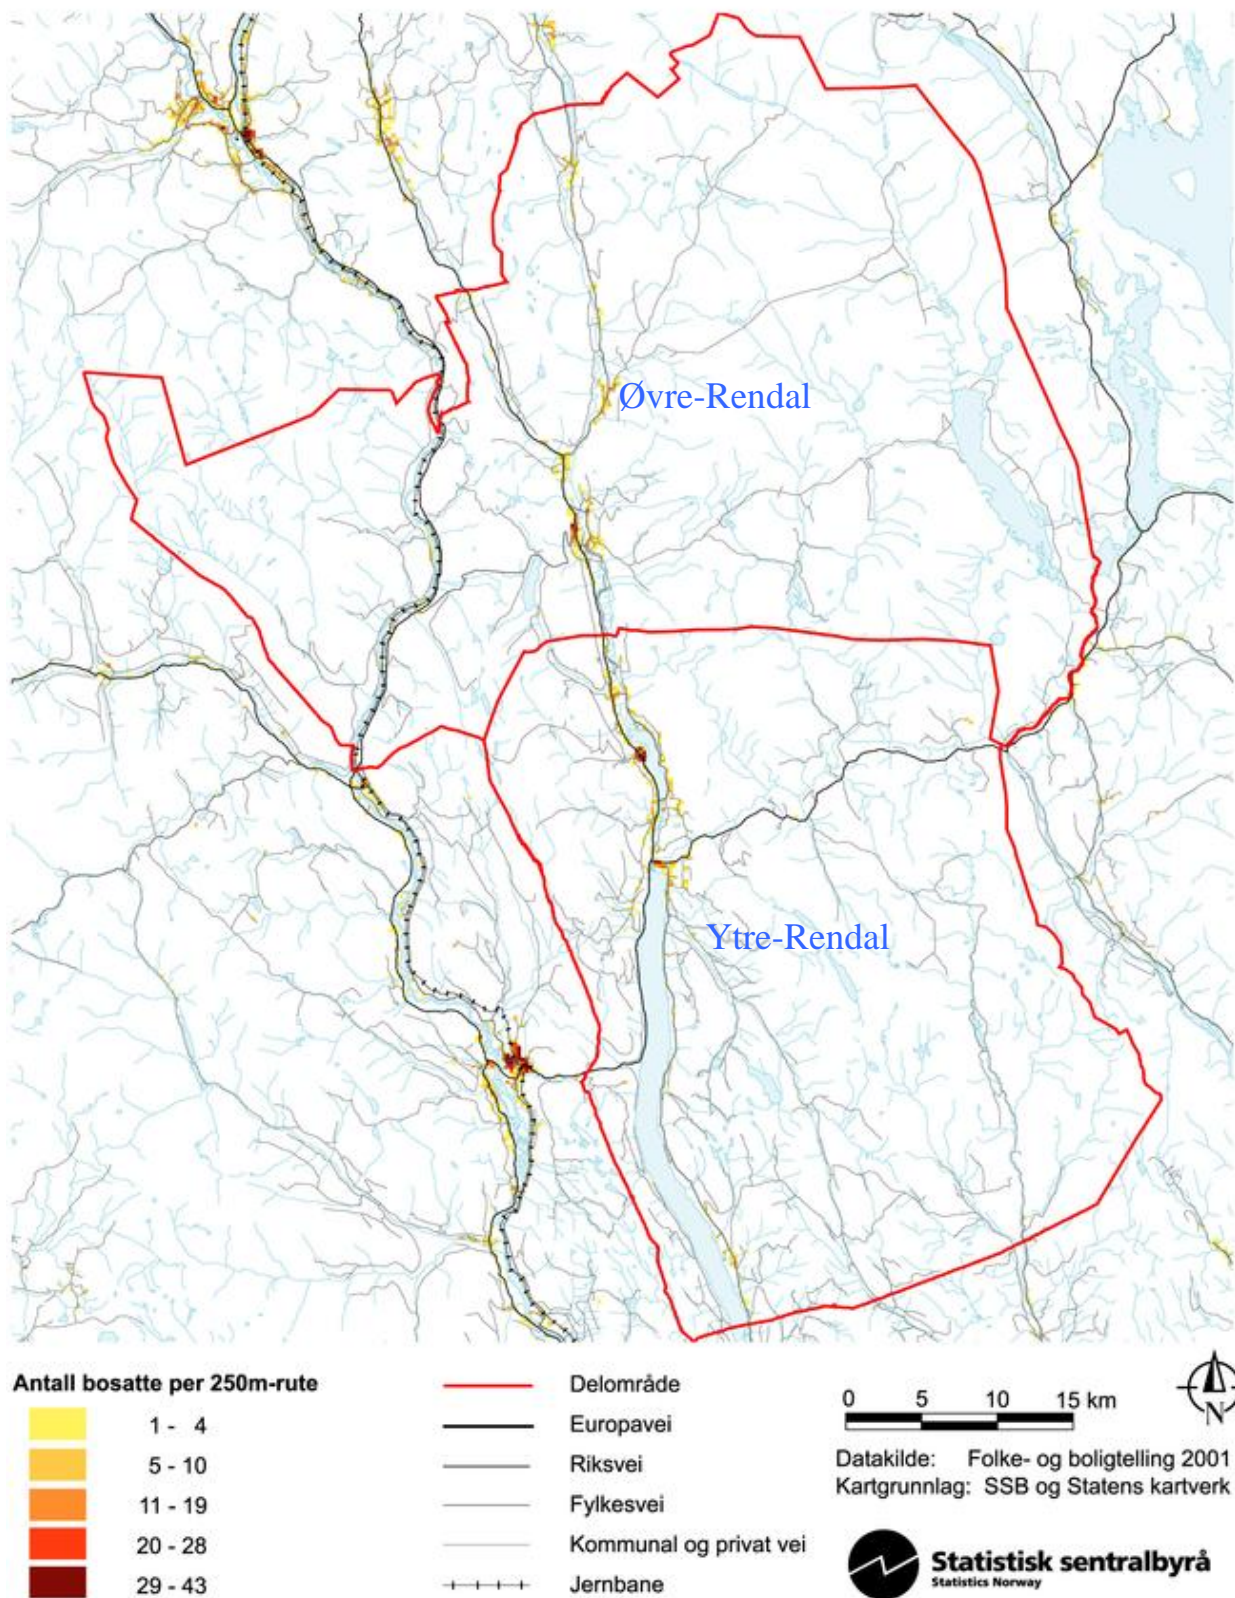 Øvre-Rendal
Ytre-Rendal
Antall bosatte per 250m-rute
1 - 4
5 - 10
11 - 19
20 - 28
29 - 43
Delområde
Europavei
Riksvei
Fylkesvei
Kommunal og privat vei
Jernbane
0 5 10 15 km
N
Datakilde: Folke- og boligtelling 2001
Kartgrunnlag: SSB og Statens kartverk
Statistisk sentralbyrå
Statistics Norway